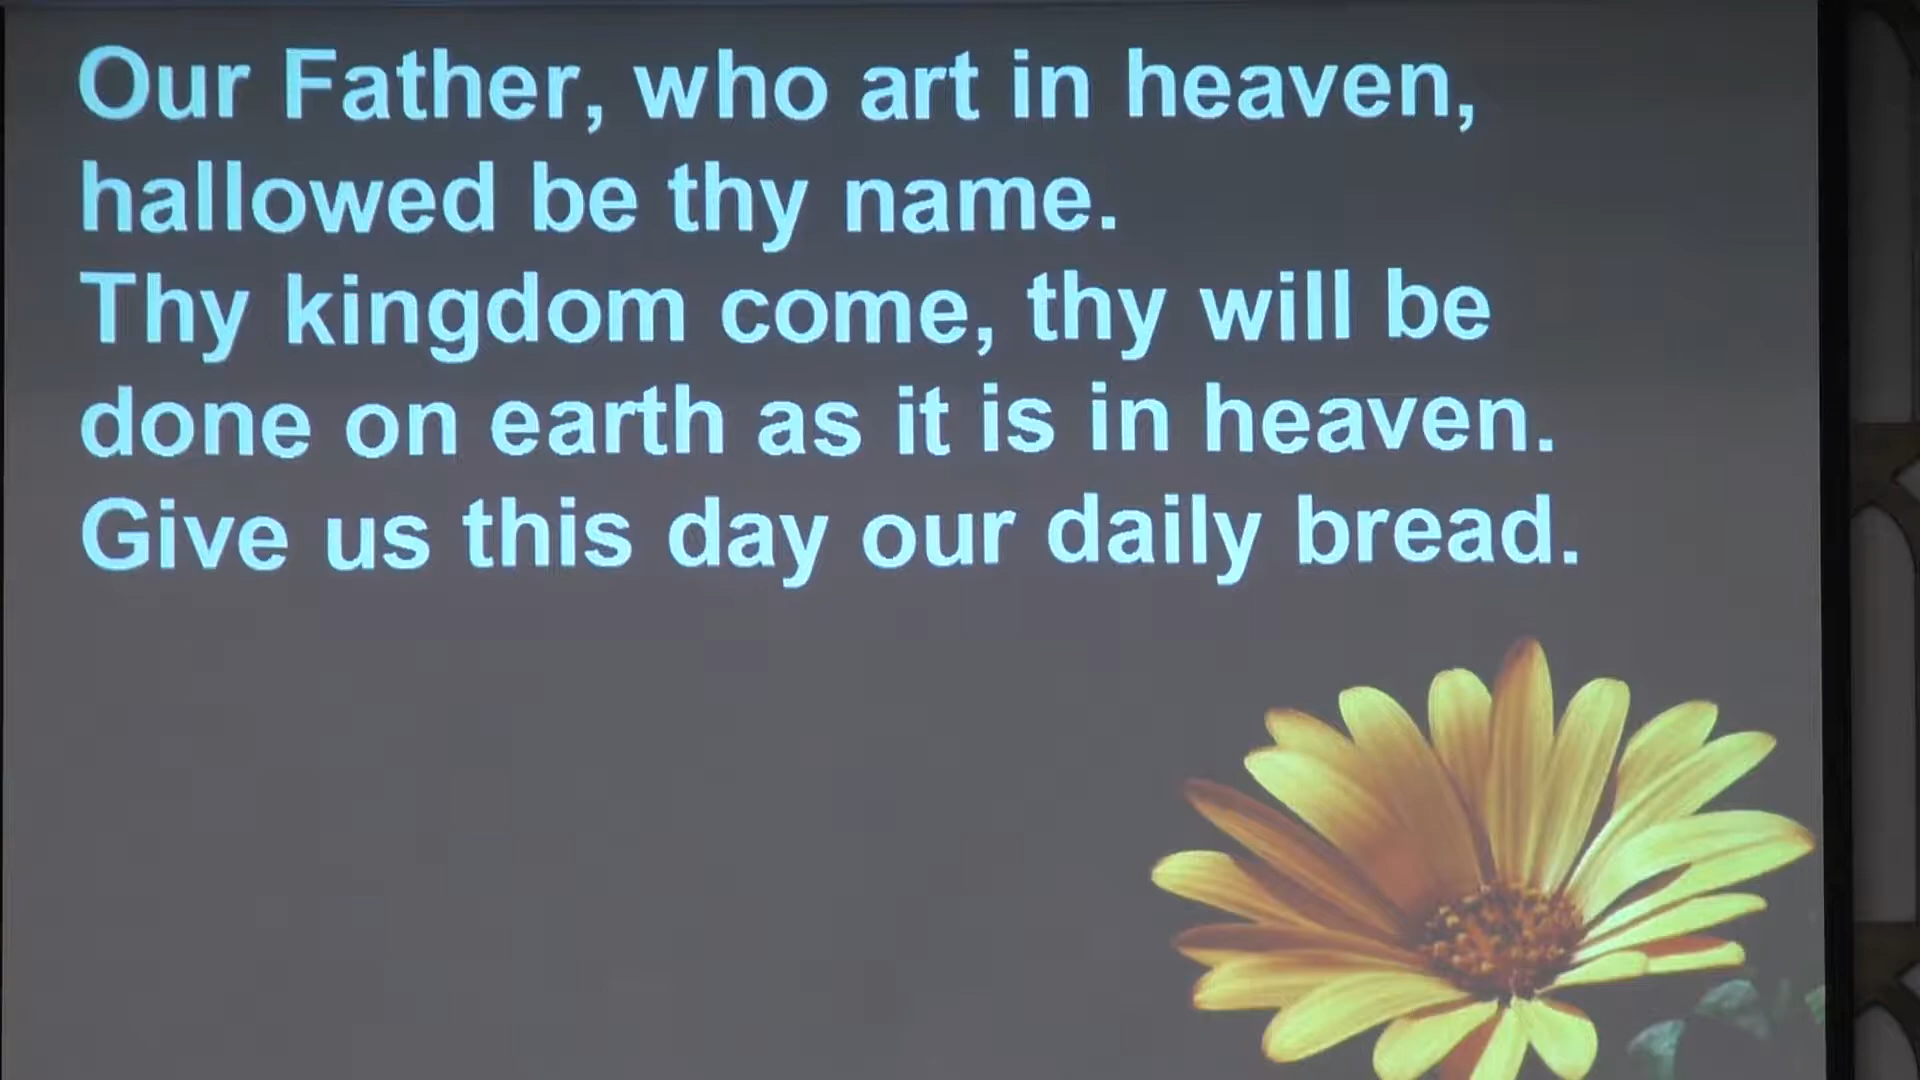 Our Father, who art in heaven,
hallowed be thy name.
Thy kingdom come, thy will be
done on earth as it is in heaven.
Give us this day our daily bread.